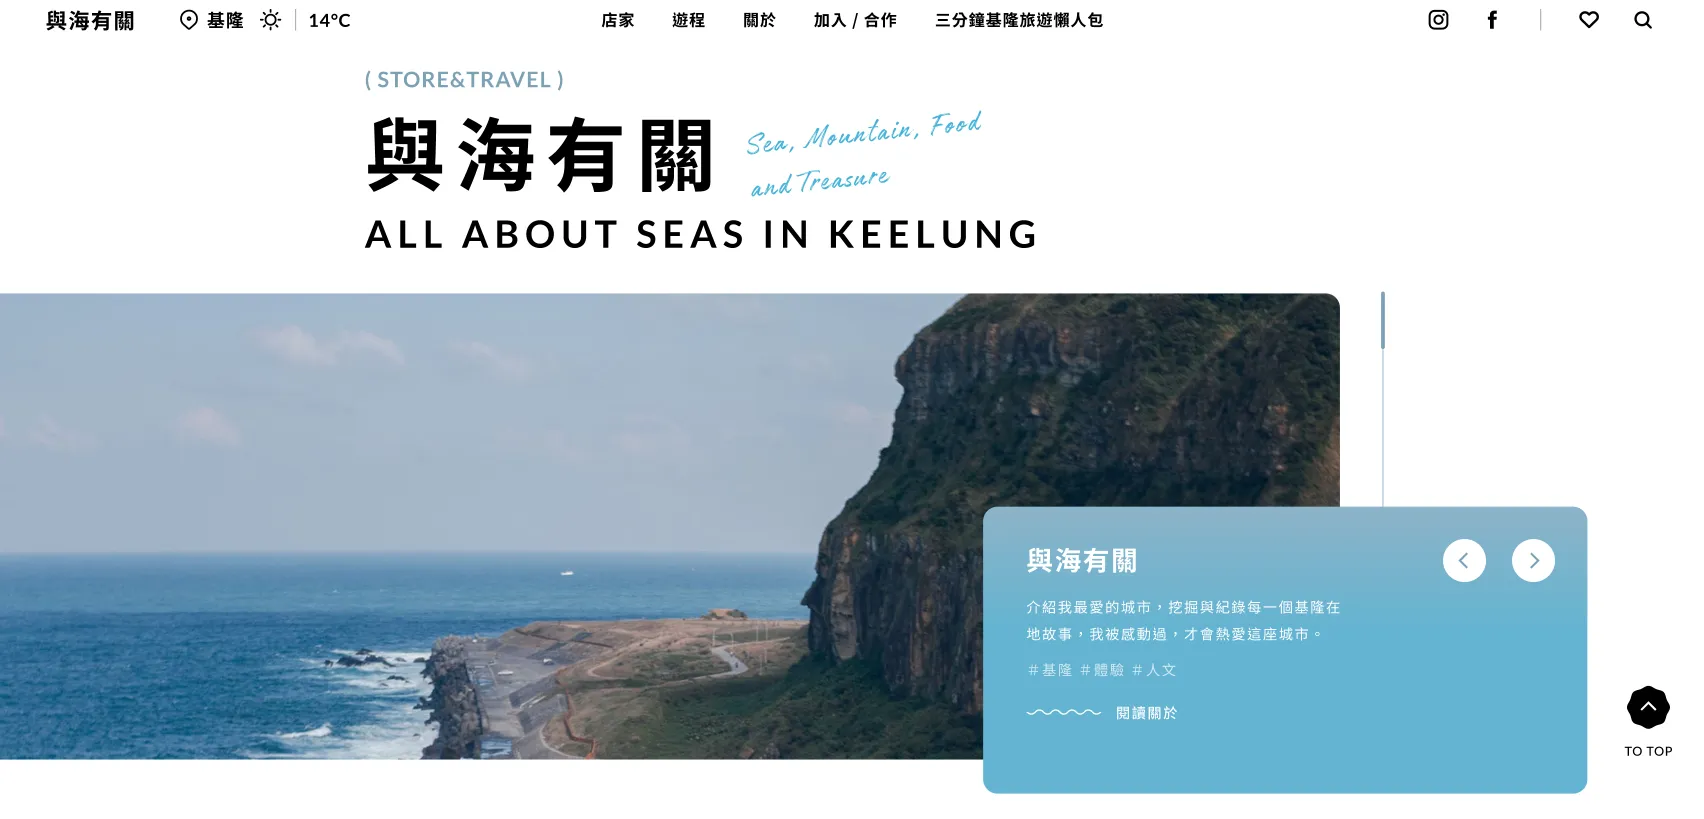 與海有關 基隆 14°C 店家 遊程 關於 加入 / 合作 三分鐘基隆旅遊懶人包
( STORE&TRAVEL )
與海有關
Sea, Mountain, Food
and Treasure
ALL ABOUT SEAS IN KEELUNG
與海有關
介紹我最愛的城市，挖掘與紀錄每一個基隆在
地故事，我被感動過，才會熱愛這座城市。
＃基隆 ＃體驗 ＃人文
閱讀關於
TO TOP